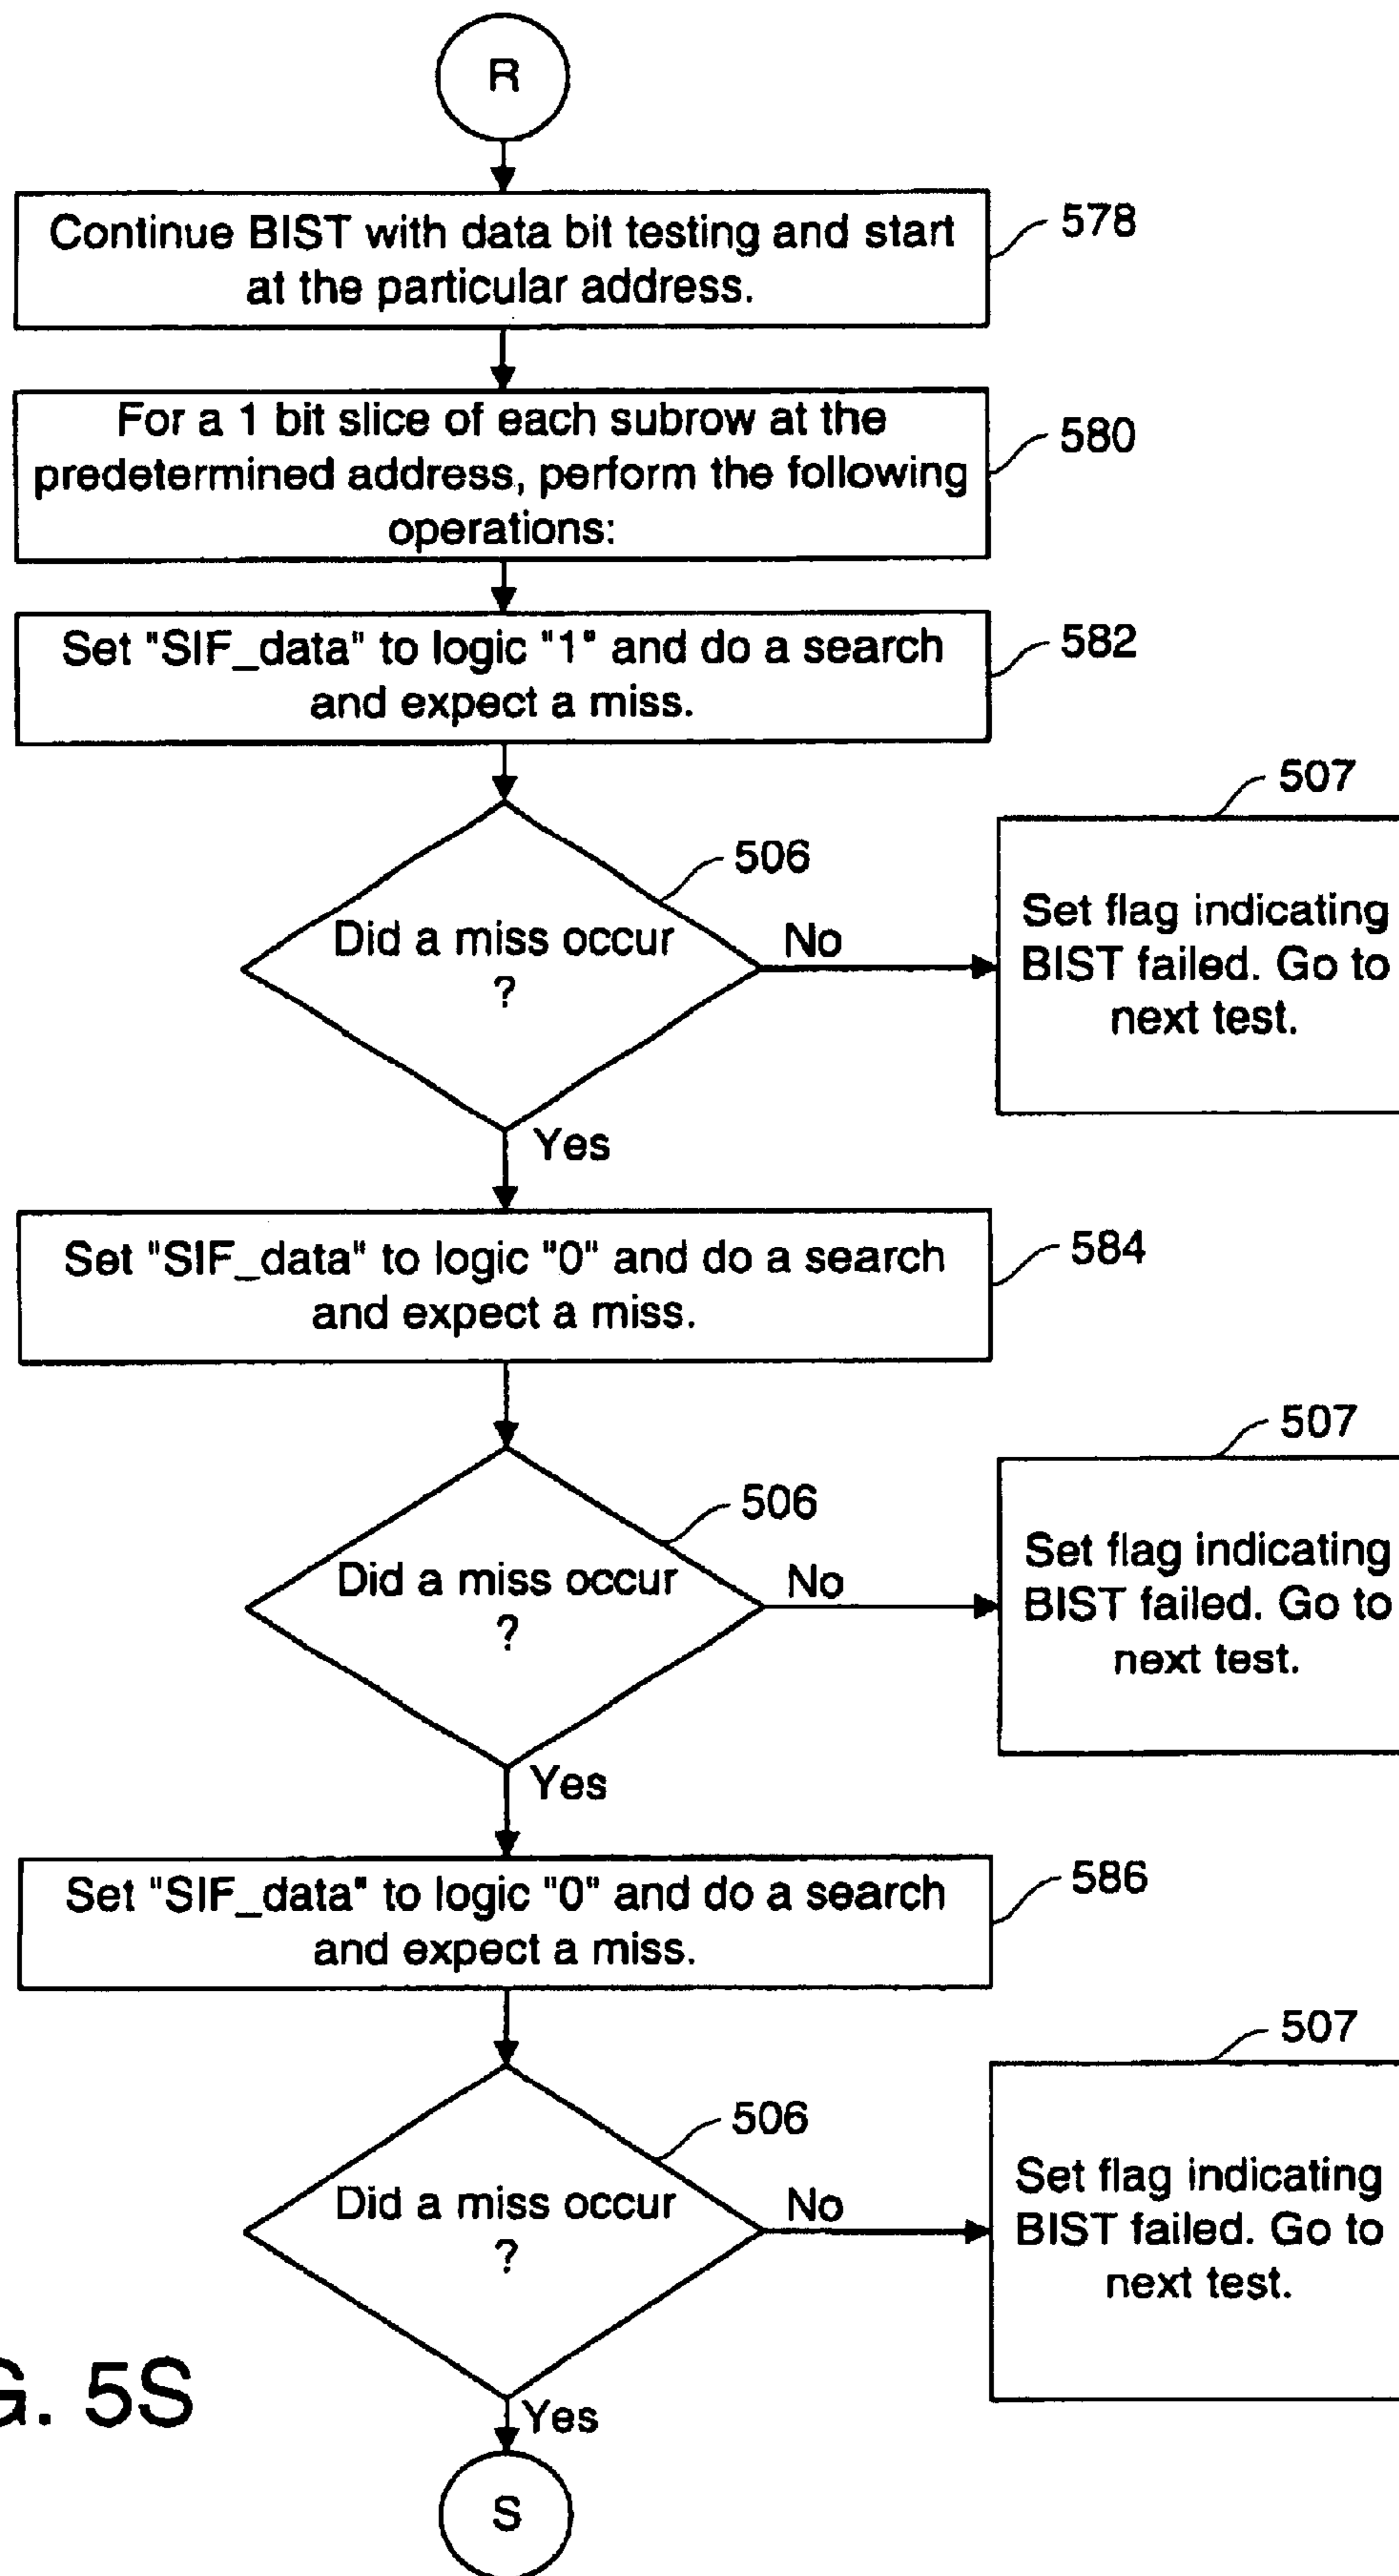 R
Continue BIST with data bit testing and start
at the particular address.
578
For a 1 bit slice of each subrow at the
predetermined address, perform the following
operations:
580
Set "SIF_data" to logic "1" and do a search
and expect a miss.
582
506
Did a miss occur
?
No
507
Set flag indicating
BIST failed. Go to
next test.
Yes
Set "SIF_data" to logic "0" and do a search
and expect a miss.
584
506
Did a miss occur
?
No
507
Set flag indicating
BIST failed. Go to
next test.
Yes
Set "SIF_data" to logic "0" and do a search
and expect a miss.
586
506
Did a miss occur
?
No
507
Set flag indicating
BIST failed. Go to
next test.
Yes
G. 5S
S